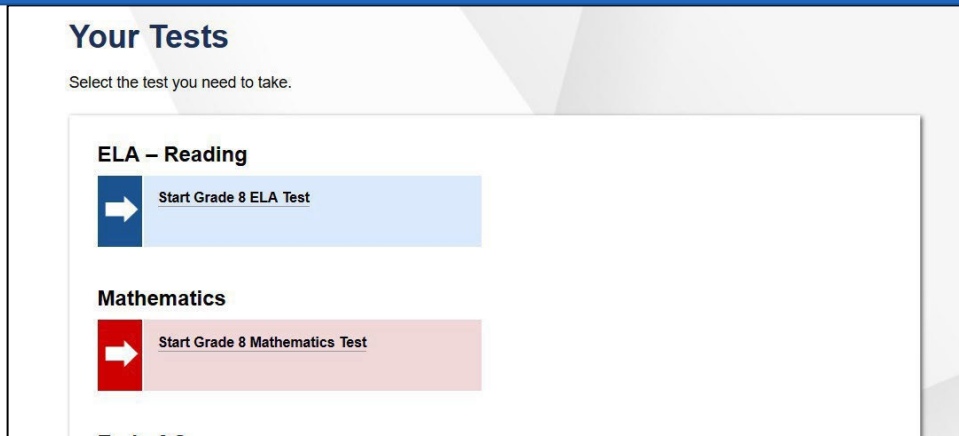 Your Tests
Select the test you need to take.
ELA – Reading
Start Grade 8 ELA Test
Mathematics
Start Grade 8 Mathematics Test